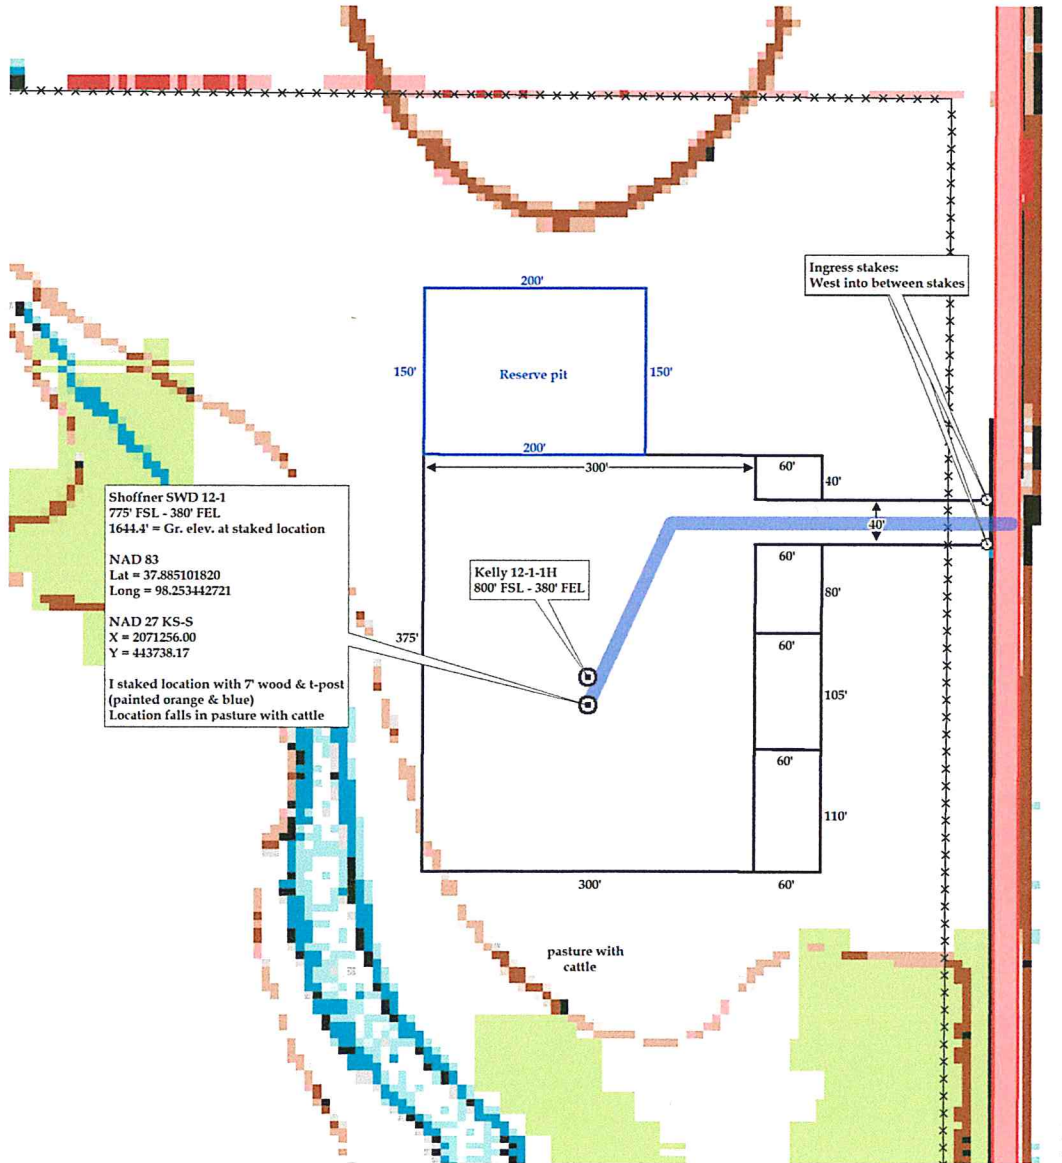 Ingress stakes:
West into between stakes
200'
150'
Reserve pit
150'
200'
300'
60'
40'
40'
Shoffner SWD 12-1
775' FSL - 380' FEL
1644.4' = Gr. elev. at staked location
NAD 83
Lat = 37.885101820
Long = 98.253442721
NAD 27 KS-S
X = 2071256.00
Y = 443738.17
I staked location with 7' wood & t-post
(painted orange & blue)
Location falls in pasture with cattle
Kelly 12-1-1H
800' FSL - 380' FEL
60'
80'
375'
60'
105'
60'
110'
300'
60'
pasture with
cattle